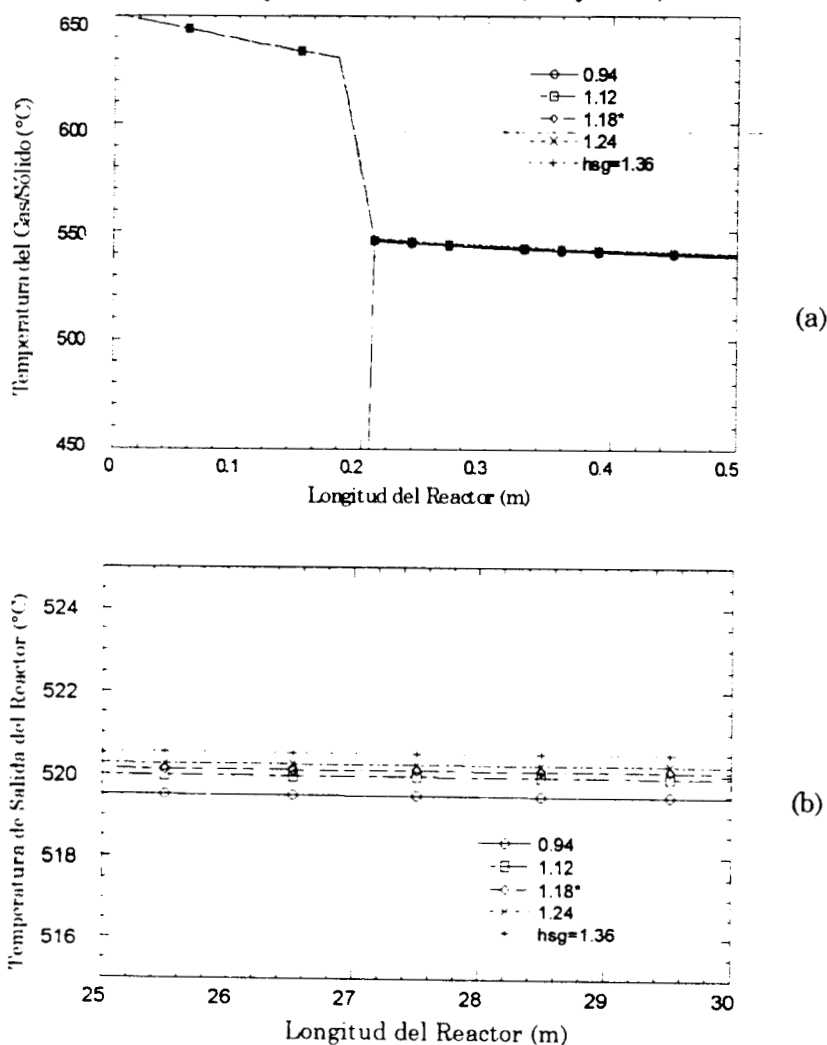 650
600
550
500
450
Temperatura del Gas/Sólido (°C)
0.94
1.12
1.18*
1.24
hsg=1.36
0 0.1 0.2 0.3 0.4 0.5
Longitud del Reactor (m)
(a)
524
522
520
518
516
Temperatura de Salida del Reactor (°C)
0.94
1.12
1.18*
1.24
hsg=1.36
25 26 27 28 29 30
Longitud del Reactor (m)
(b)